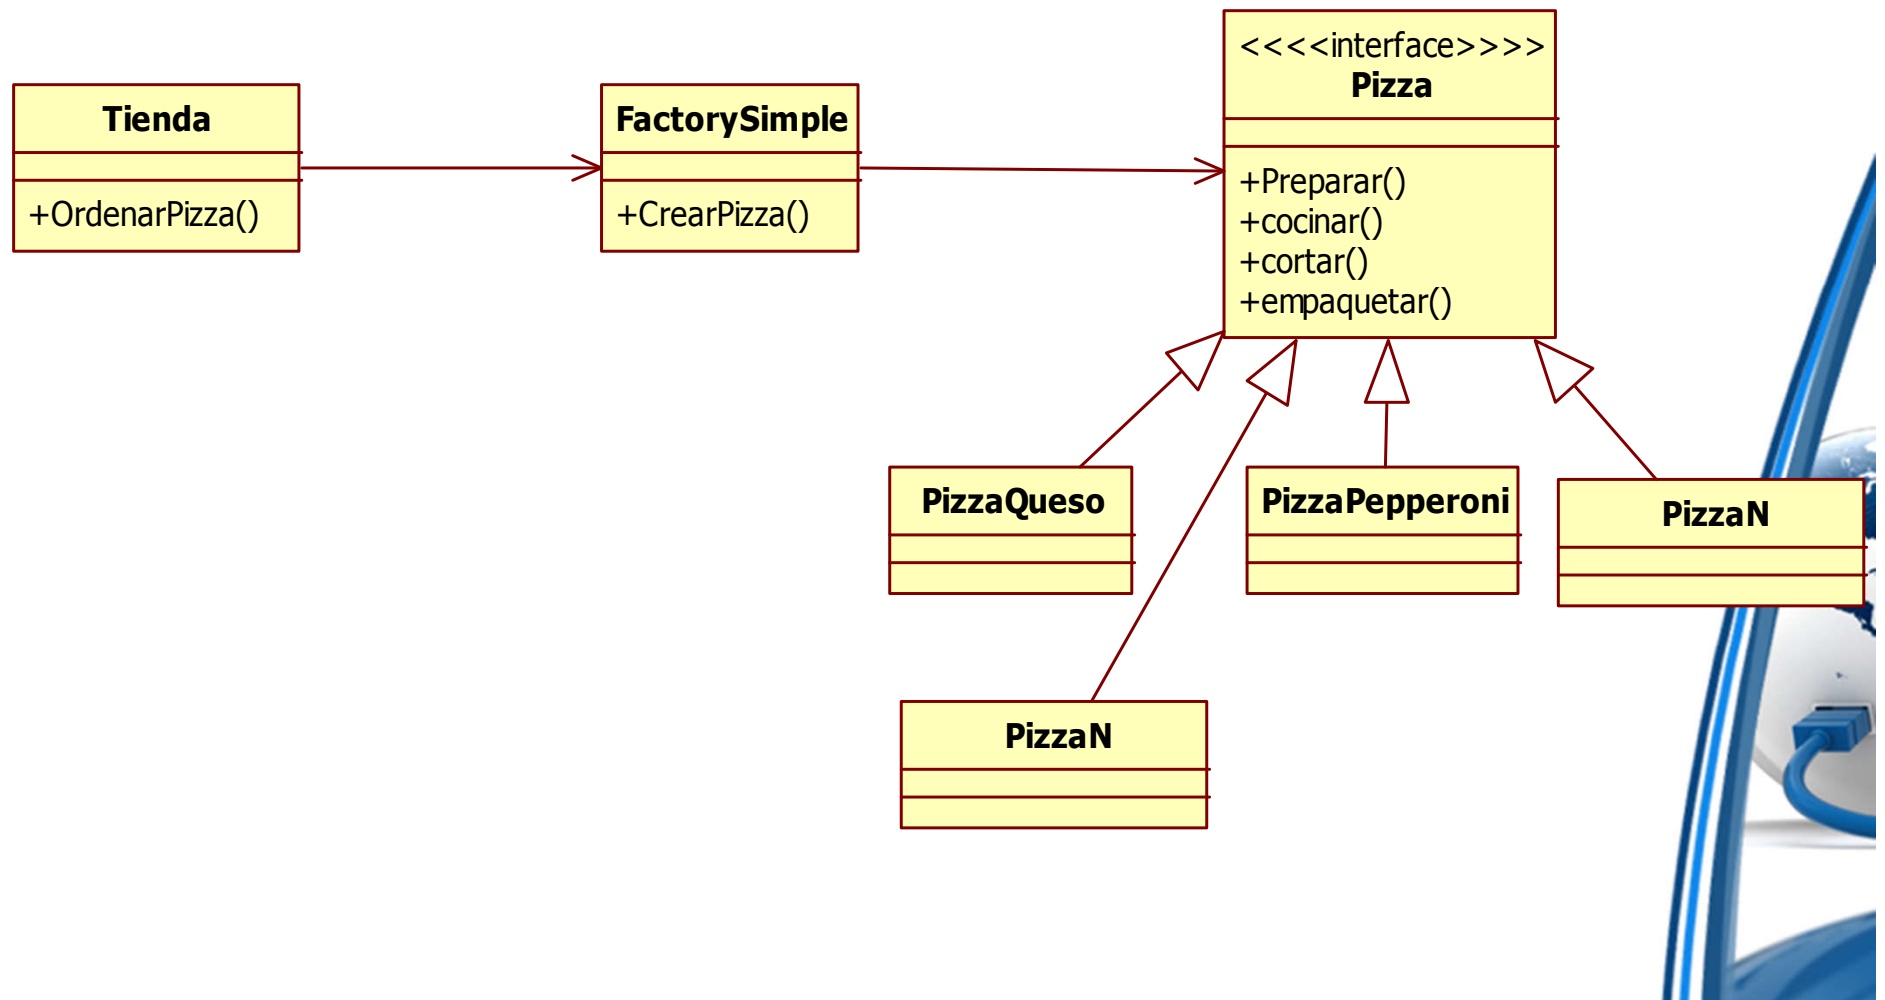 Tienda
+OrdenarPizza()
FactorySimple
+CrearPizza()
<<<<interface>>>>
Pizza
+Preparar()
+cocinar()
+cortar()
+empaquetar()
PizzaQueso
PizzaPepperoni
PizzaN
PizzaN